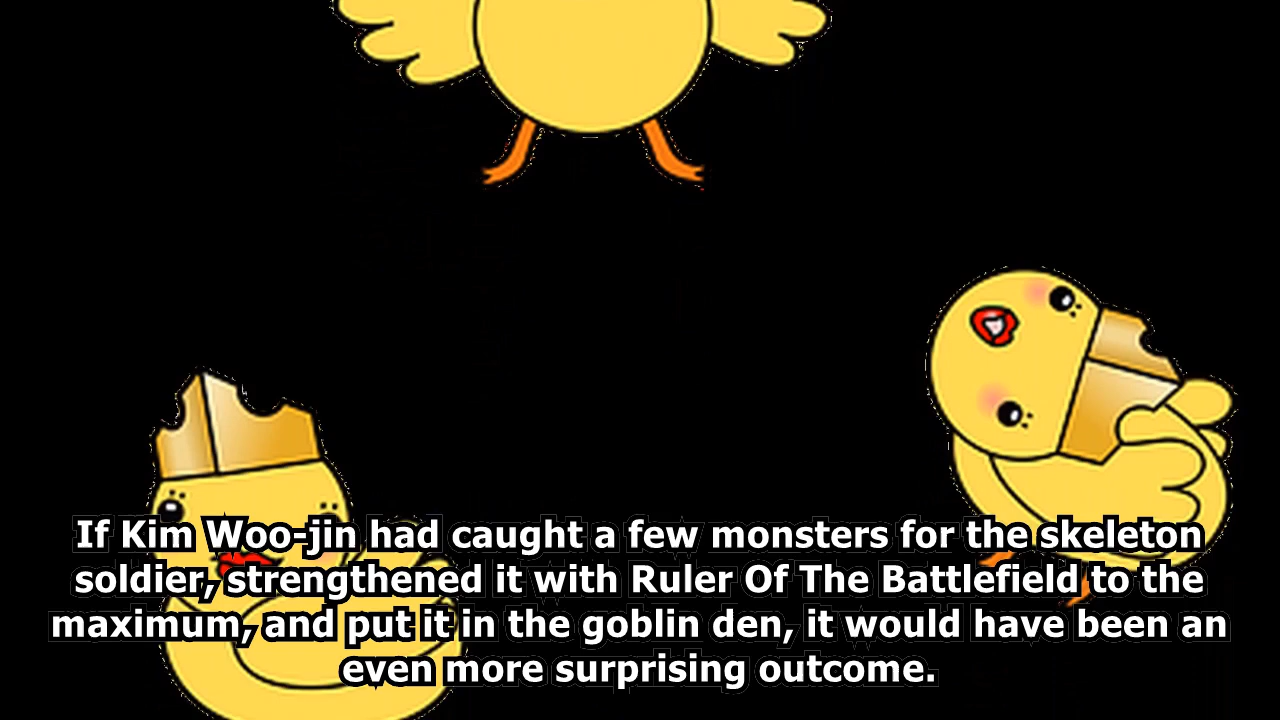 If Kim Woo-jin had caught a few monsters for the skeleton
soldier, strengthened it with Ruler Of The Battlefield to the
maximum, and put it in the goblin den, it would have been an
even more surprising outcome.